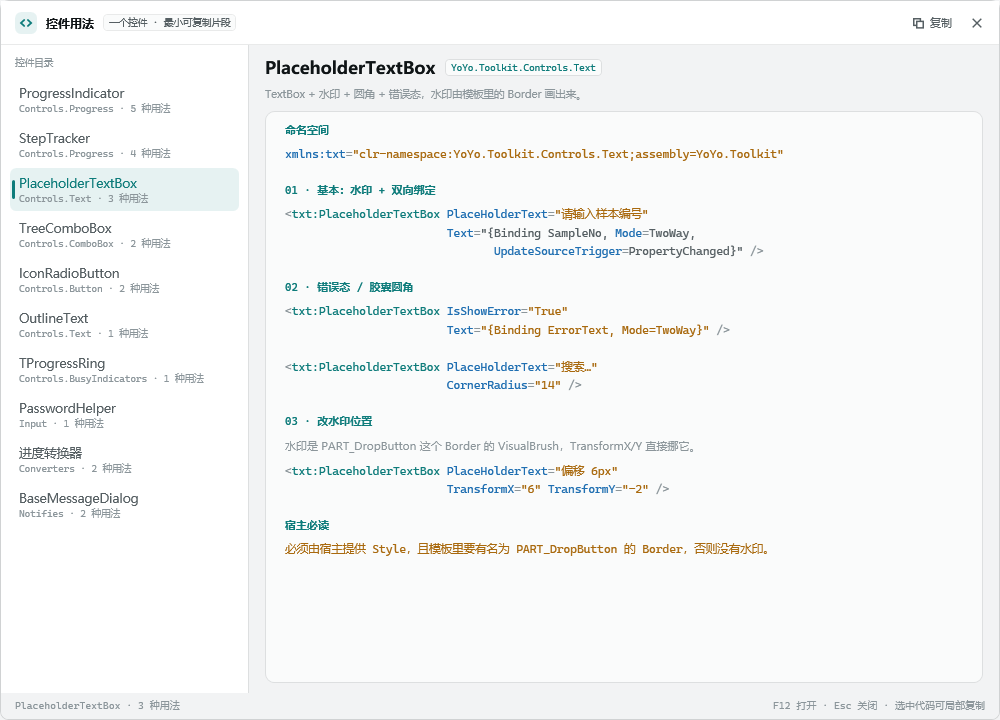 控件用法
一个控件 · 最小可复制片段
复制
控件目录
ProgressIndicator
Controls.Progress · 5 种用法
StepTracker
Controls.Progress · 4 种用法
PlaceholderTextBox
Controls.Text · 3 种用法
TreeComboBox
Controls.ComboBox · 2 种用法
IconRadioButton
Controls.Button · 2 种用法
OutlineText
Controls.Text · 1 种用法
TProgressRing
Controls.BusyIndicators · 1 种用法
PasswordHelper
Input · 1 种用法
进度转换器
Converters · 2 种用法
BaseMessageDialog
Notifies · 2 种用法
PlaceholderTextBox YoYo.Toolkit.Controls.Text
TextBox + 水印 + 圆角 + 错误态，水印由模板里的 Border 画出来。
命名空间
xmlns:txt="clr-namespace:YoYo.Toolkit.Controls.Text;assembly=YoYo.Toolkit"
01 · 基本：水印 + 双向绑定
<txt:PlaceholderTextBox PlaceHolderText="请输入样本编号"
Text="{Binding SampleNo, Mode=TwoWay,
UpdateSourceTrigger=PropertyChanged}" />
02 · 错误态 / 胶囊圆角
<txt:PlaceholderTextBox IsShowError="True"
Text="{Binding ErrorText, Mode=TwoWay}" />
<txt:PlaceholderTextBox PlaceHolderText="搜索…"
CornerRadius="14" />
03 · 改水印位置
水印是 PART_DropButton 这个 Border 的 VisualBrush，TransformX/Y 直接挪它。
<txt:PlaceholderTextBox PlaceHolderText="偏移 6px"
TransformX="6" TransformY="-2" />
宿主必读
必须由宿主提供 Style，且模板里要有名为 PART_DropButton 的 Border，否则没有水印。
PlaceholderTextBox · 3 种用法
F12 打开 · Esc 关闭 · 选中代码可局部复制